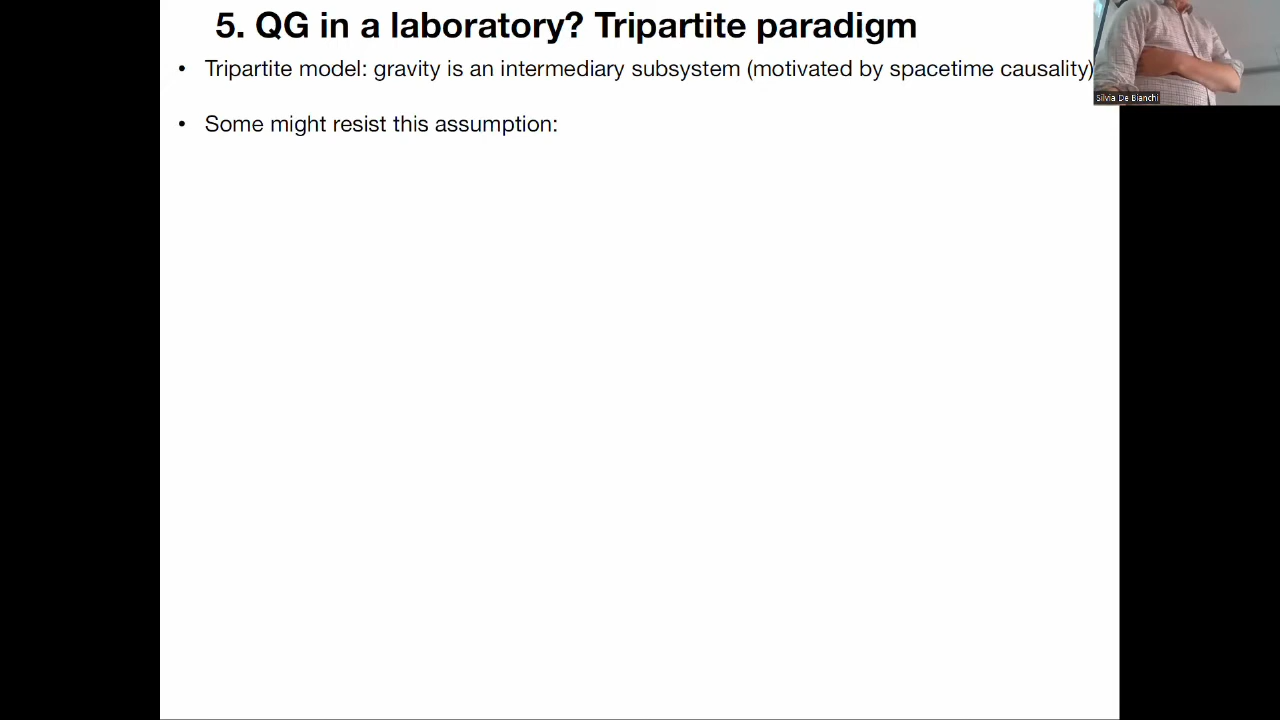 5. QG in a laboratory? Tripartite paradigm
• Tripartite model: gravity is an intermediary subsystem (motivated by spacetime causality)
• Some might resist this assumption:
Silvia De Bianchi